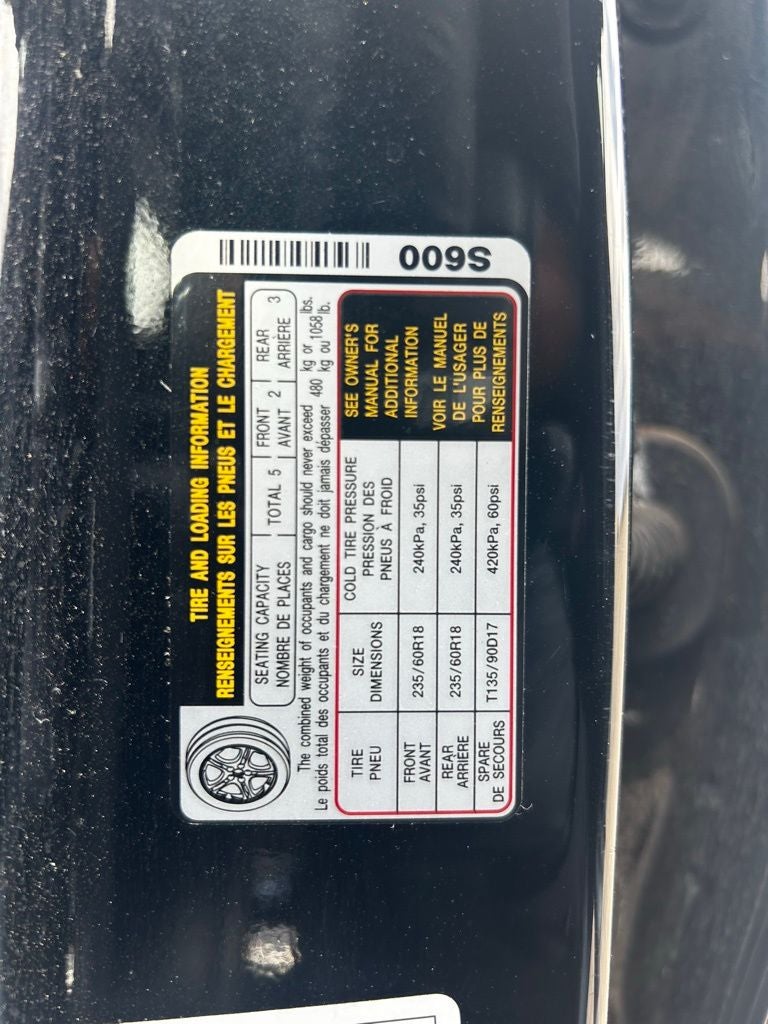 TIRE AND LOADING INFORMATION
RENSEIGNEMENTS SUR LES PNEUS ET LE CHARGEMENT
SEATING CAPACITY
NOMBRE DE PLACES
TOTAL 5
FRONT
AVANT 2
REAR
ARRIÈRE 3
The combined weight of occupants and cargo should never exceed 480 kg or 1058 lbs.
Le poids total des occupants et du chargement ne doit jamais dépasser kg ou lb.
TIRE
PNEU
SIZE
DIMENSIONS
COLD TIRE PRESSURE
PRESSION DES
PNEUS À FROID
FRONT
AVANT
235/60R18
240kPa, 35psi
REAR
ARRIÈRE
235/60R18
240kPa, 35psi
SPARE
DE SECOURS
T135/90D17
420kPa, 60psi
SEE OWNER'S
MANUAL FOR
ADDITIONAL
INFORMATION
VOIR LE MANUEL
DE L'USAGER
POUR PLUS DE
RENSEIGNEMENTS
S600